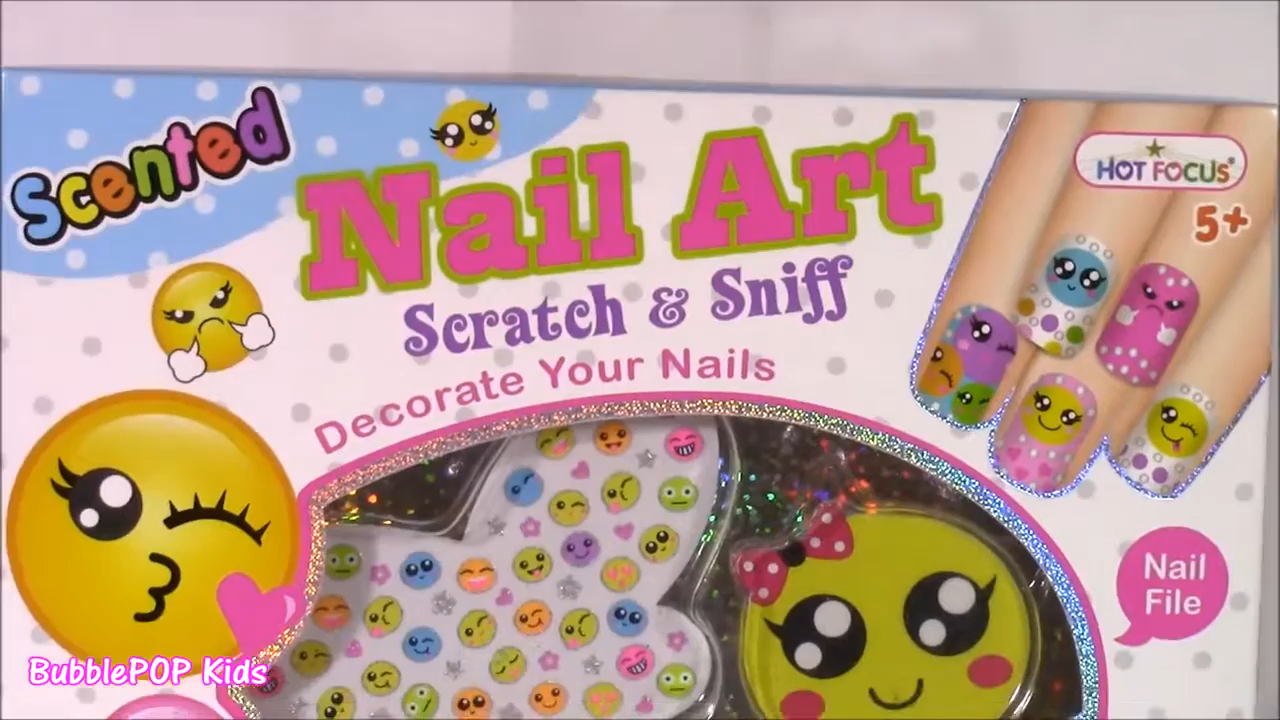 Scented
Nail Art
Scratch & Sniff
Decorate Your Nails
HOT FOCUS®
5+
Nail
File
BubblePOP Kids